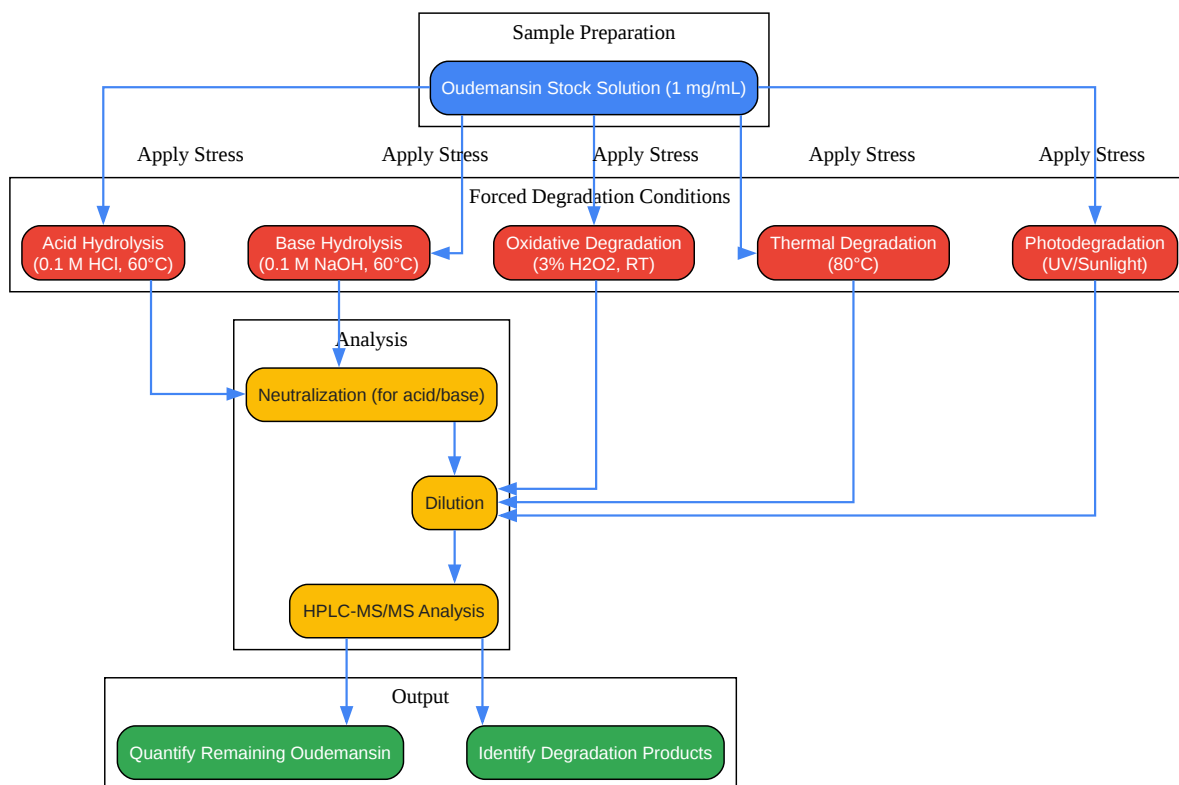 Sample Preparation
Oudemansin Stock Solution (1 mg/mL)
Apply Stress
Apply Stress
Apply Stress
Apply Stress
Apply Stress
Forced Degradation Conditions
Acid Hydrolysis
(0.1 M HCl, 60°C)
Base Hydrolysis
(0.1 M NaOH, 60°C)
Oxidative Degradation
(3% H2O2, RT)
Thermal Degradation
(80°C)
Photodegradation
(UV/Sunlight)
Analysis
Neutralization (for acid/base)
Dilution
HPLC-MS/MS Analysis
Output
Quantify Remaining Oudemansin
Identify Degradation Products